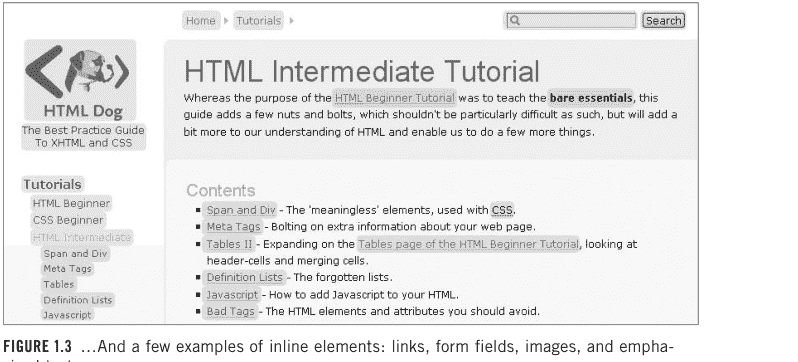 Home Tutorials Search
HTML Dog
The Best Practice Guide
To XHTML and CSS
Tutorials
HTML Beginner
CSS Beginner
HTML Intermediate
Span and Div
Meta Tags
Tables
Definition Lists
Javascript
HTML Intermediate Tutorial
Whereas the purpose of the HTML Beginner Tutorial was to teach the bare essentials, this
guide adds a few nuts and bolts, which shouldn't be particularly difficult as such, but will add a
bit more to our understanding of HTML and enable us to do a few more things.
Contents
▪ Span and Div - The 'meaningless' elements, used with CSS.
▪ Meta Tags - Bolting on extra information about your web page.
▪ Tables II - Expanding on the Tables page of the HTML Beginner Tutorial, looking at
header-cells and merging cells.
▪ Definition Lists - The forgotten lists.
▪ Javascript - How to add Javascript to your HTML.
▪ Bad Tags - The HTML elements and attributes you should avoid.
FIGURE 1.3 ...And a few examples of inline elements: links, form fields, images, and empha-